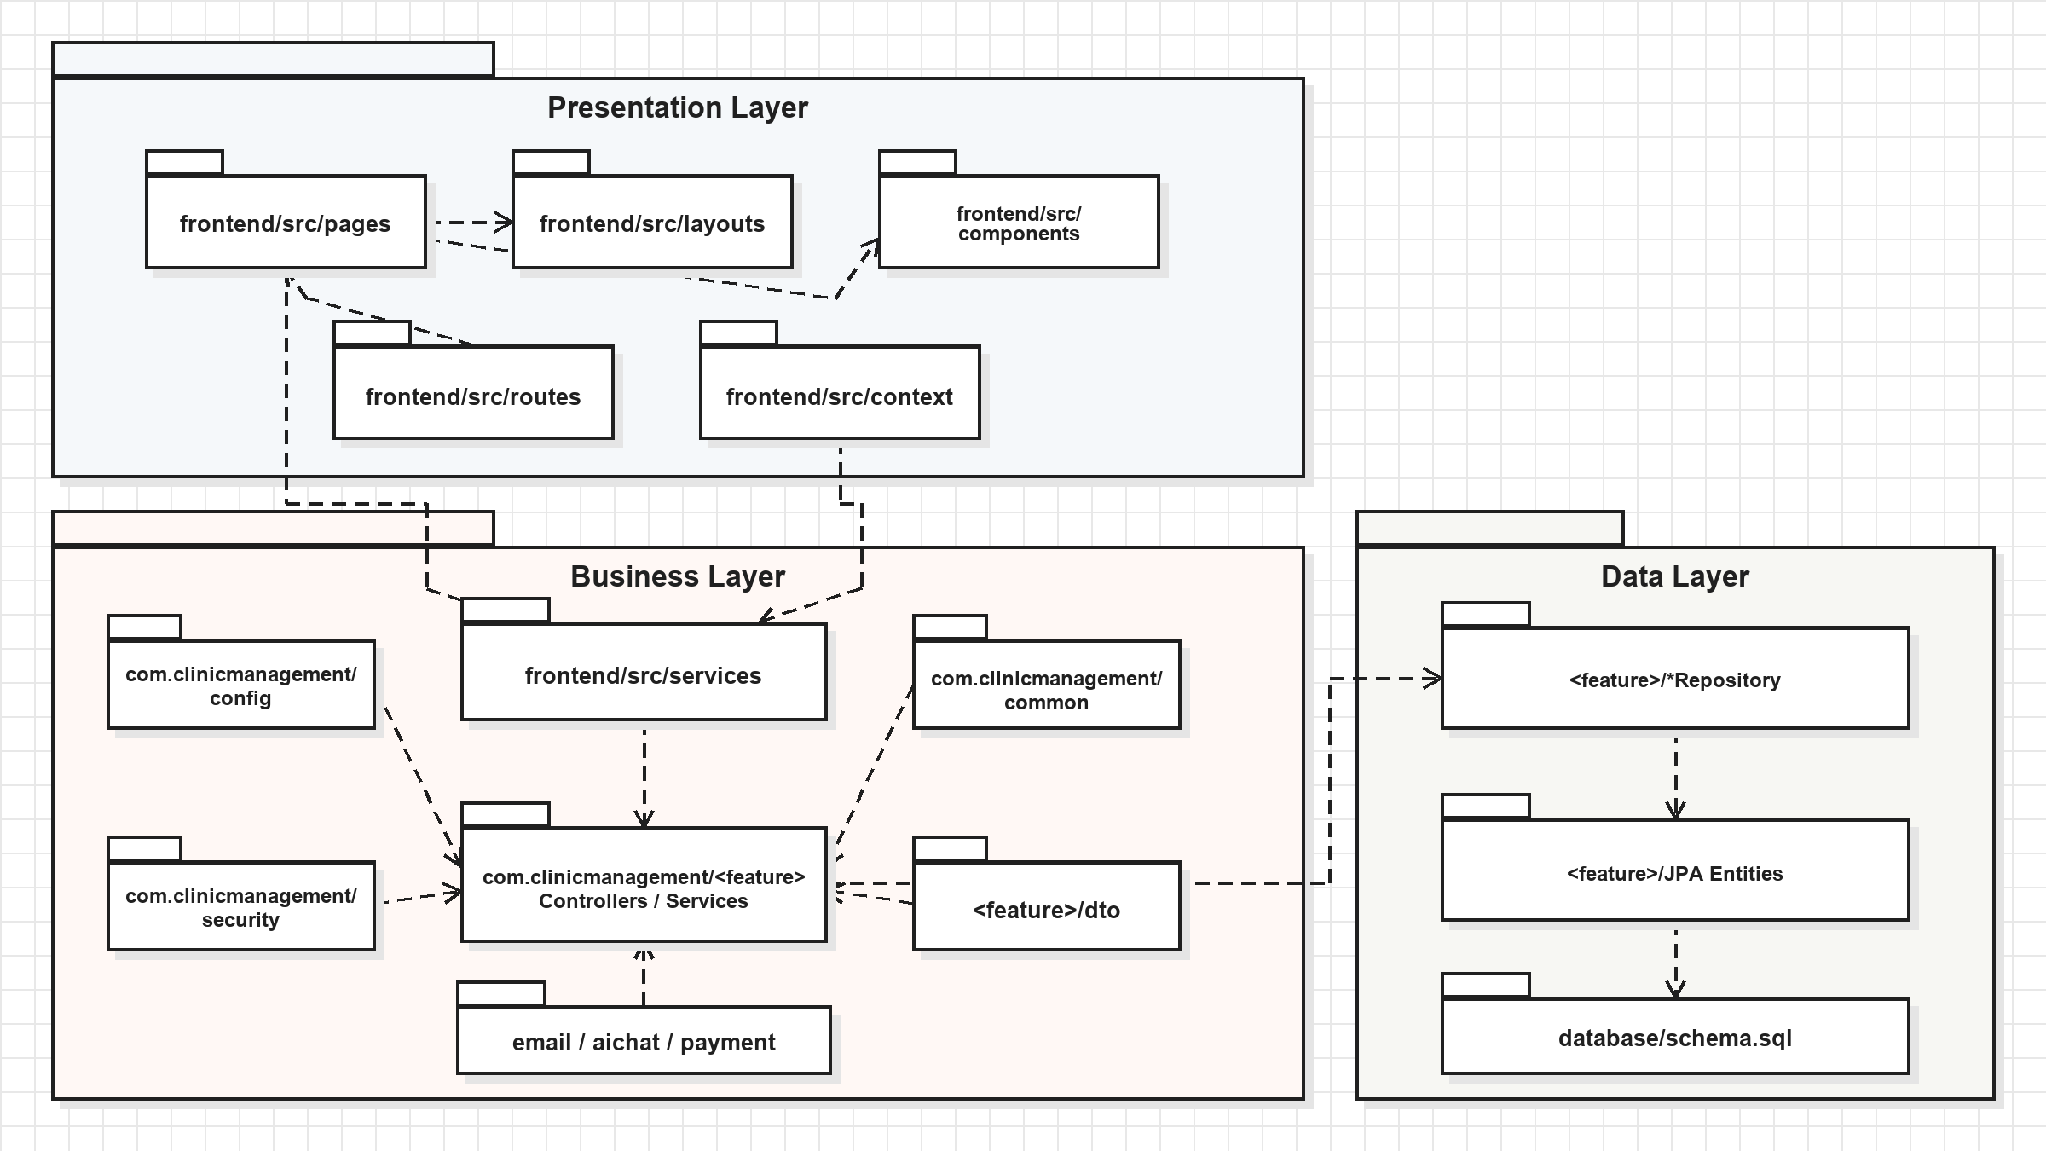 Presentation Layer
frontend/src/pages
frontend/src/layouts
frontend/src/
components
frontend/src/routes
frontend/src/context
Business Layer
com.clinicmanagement/
config
frontend/src/services
com.clinicmanagement/
common
com.clinicmanagement/
security
com.clinicmanagement/<feature>
Controllers / Services
<feature>/dto
email / aichat / payment
Data Layer
<feature>/*Repository
<feature>/JPA Entities
database/schema.sql